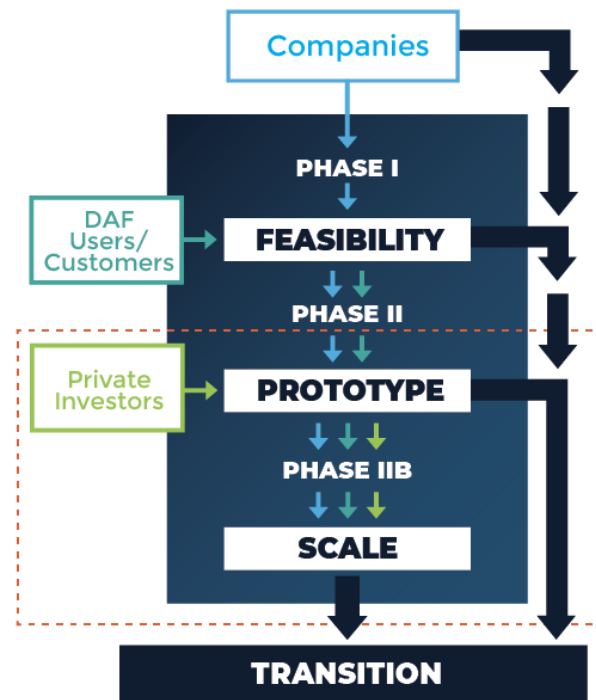 Companies
PHASE I
DAF
Users/
Customers
FEASIBILITY
PHASE II
Private
Investors
PROTOTYPE
PHASE IIB
SCALE
TRANSITION